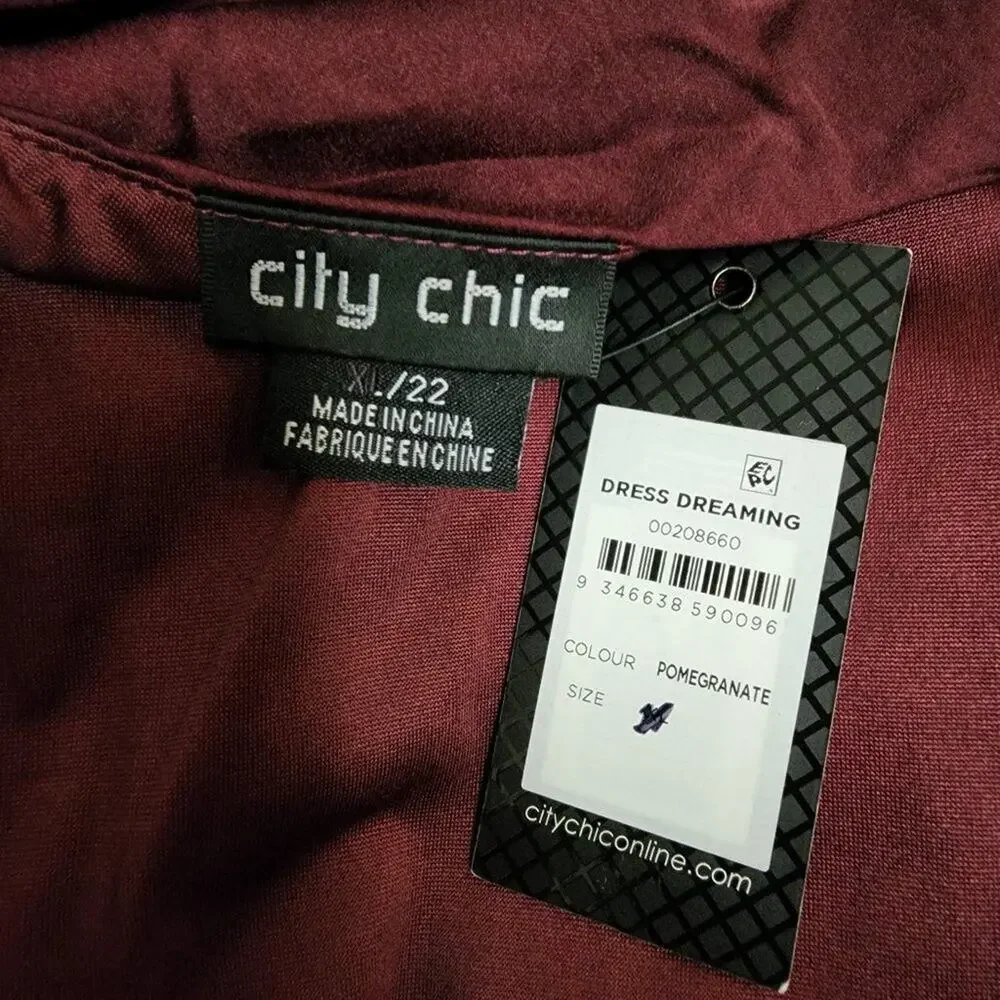 city chic
XL/22
MADE IN CHINA
FABRIQUE EN CHINE
DRESS DREAMING
00208660
9 346638 590096
COLOUR POMEGRANATE
SIZE
citychiconline.com